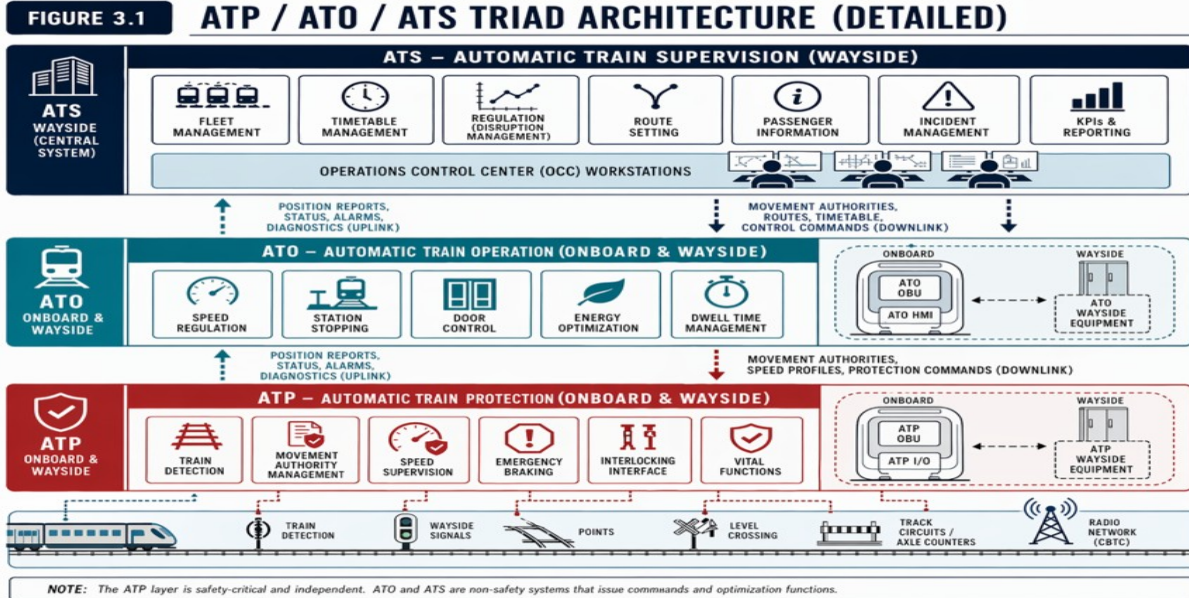 FIGURE 3.1
ATP / ATO / ATS TRIAD ARCHITECTURE (DETAILED)
ATS – AUTOMATIC TRAIN SUPERVISION (WAYSIDE)
ATS
WAYSIDE
(CENTRAL
SYSTEM)
FLEET
MANAGEMENT
TIMETABLE
MANAGEMENT
REGULATION
(DISRUPTION
MANAGEMENT)
ROUTE
SETTING
PASSENGER
INFORMATION
INCIDENT
MANAGEMENT
KPIs &
REPORTING
OPERATIONS CONTROL CENTER (OCC) WORKSTATIONS
POSITION REPORTS,
STATUS, ALARMS,
DIAGNOSTICS (UPLINK)
MOVEMENT AUTHORITIES,
ROUTES, TIMETABLE,
CONTROL COMMANDS (DOWNLINK)
ATO – AUTOMATIC TRAIN OPERATION (ONBOARD & WAYSIDE)
ATO
ONBOARD &
WAYSIDE
SPEED
REGULATION
STATION
STOPPING
DOOR
CONTROL
ENERGY
OPTIMIZATION
DWELL TIME
MANAGEMENT
ONBOARD
ATO
OBU
ATO HMI
WAYSIDE
ATO
WAYSIDE
EQUIPMENT
POSITION REPORTS,
STATUS, ALARMS,
DIAGNOSTICS (UPLINK)
MOVEMENT AUTHORITIES,
SPEED PROFILES, PROTECTION COMMANDS (DOWNLINK)
ATP – AUTOMATIC TRAIN PROTECTION (ONBOARD & WAYSIDE)
ATP
ONBOARD &
WAYSIDE
TRAIN
DETECTION
MOVEMENT
AUTHORITY
MANAGEMENT
SPEED
SUPERVISION
EMERGENCY
BRAKING
INTERLOCKING
INTERFACE
VITAL
FUNCTIONS
ONBOARD
ATP
OBU
ATP I/O
WAYSIDE
ATP
WAYSIDE
EQUIPMENT
TRAIN
DETECTION
WAYSIDE
SIGNALS
POINTS
LEVEL
CROSSING
TRACK
CIRCUITS /
AXLE COUNTERS
RADIO
NETWORK
(CBTC)
NOTE: The ATP layer is safety-critical and independent. ATO and ATS are non-safety systems that issue commands and optimization functions.